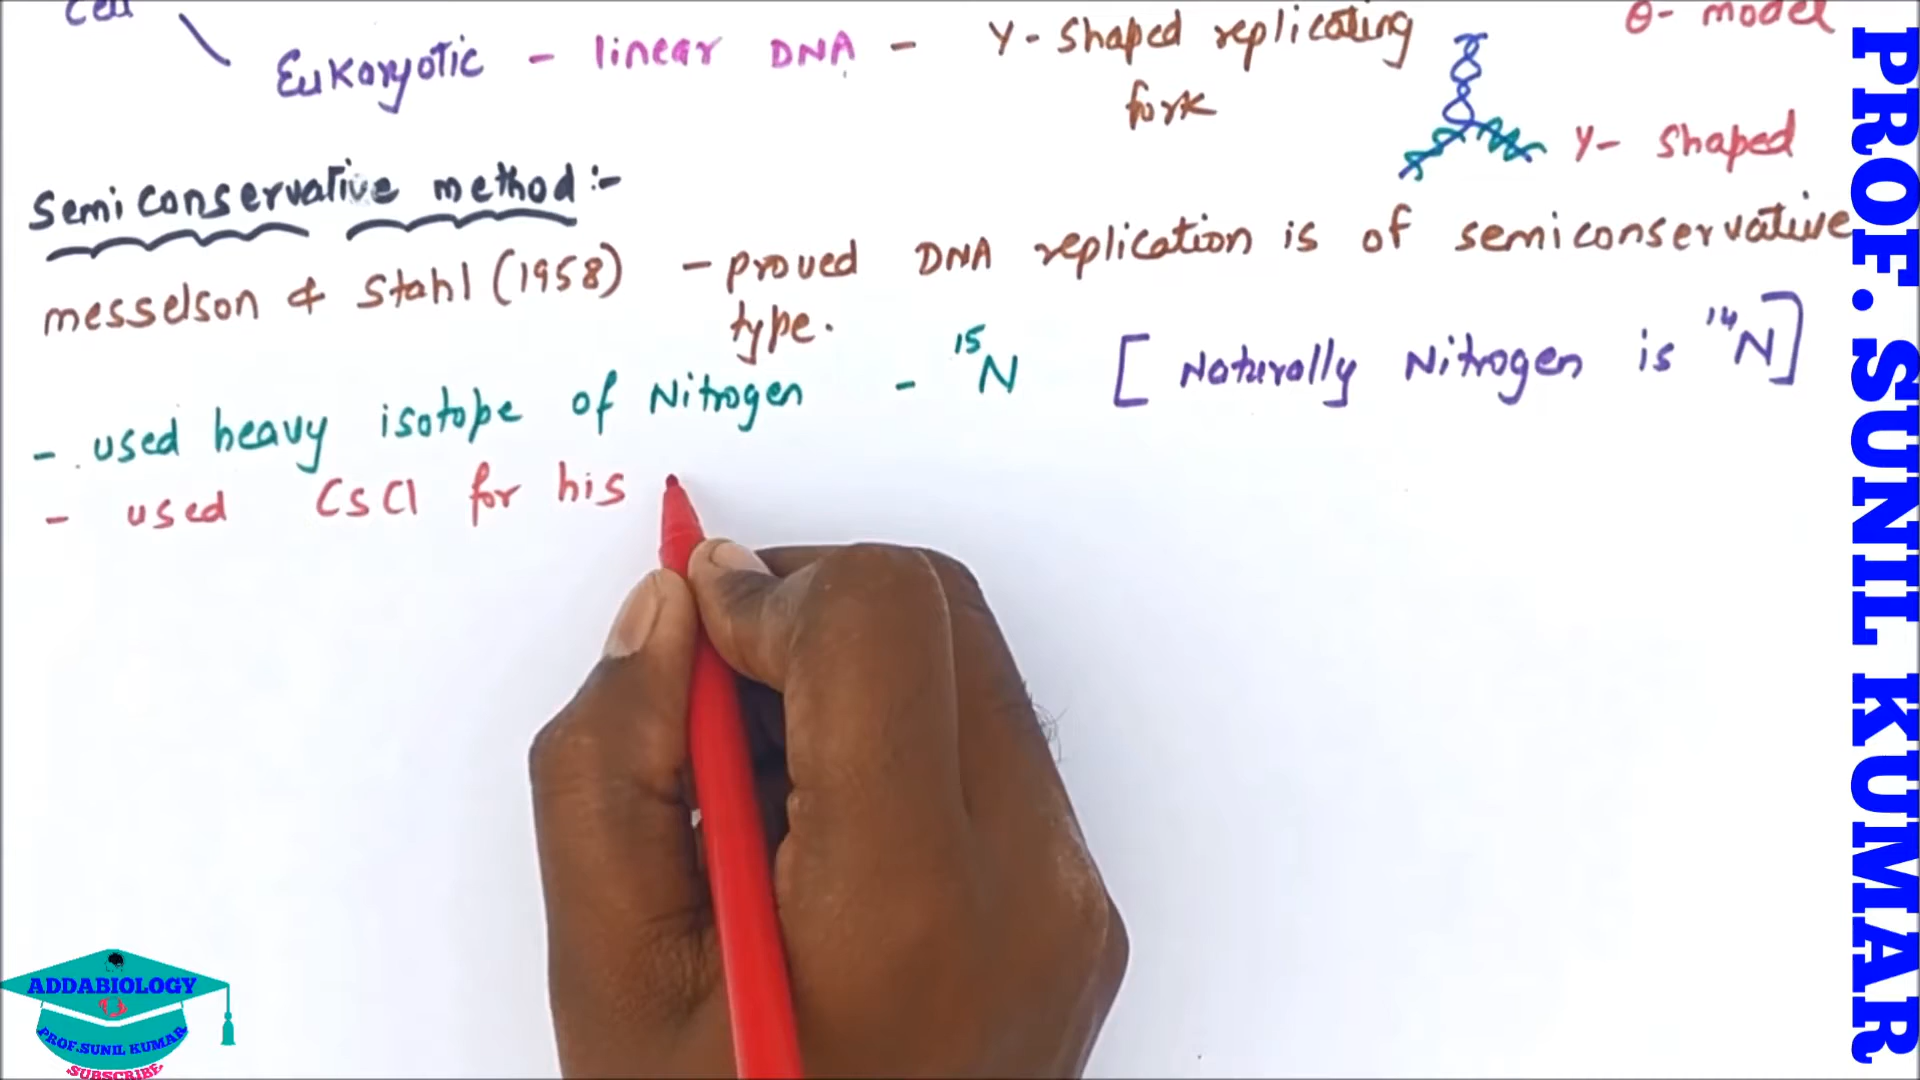 Cell
Eukaryotic - linear DNA - Y-shaped replicating
fork
θ- model
Y- shaped
Semiconservative method:-
messelson & Stahl (1958) - proved DNA replication is of semiconservative
type.
- used heavy isotope of Nitrogen - ¹⁵N [Naturally Nitrogen is ¹⁴N]
- used CsCl for his
PROF. SUNIL KUMAR
ADDABIOLOGY
PROF.SUNIL KUMAR
SUBSCRIBE